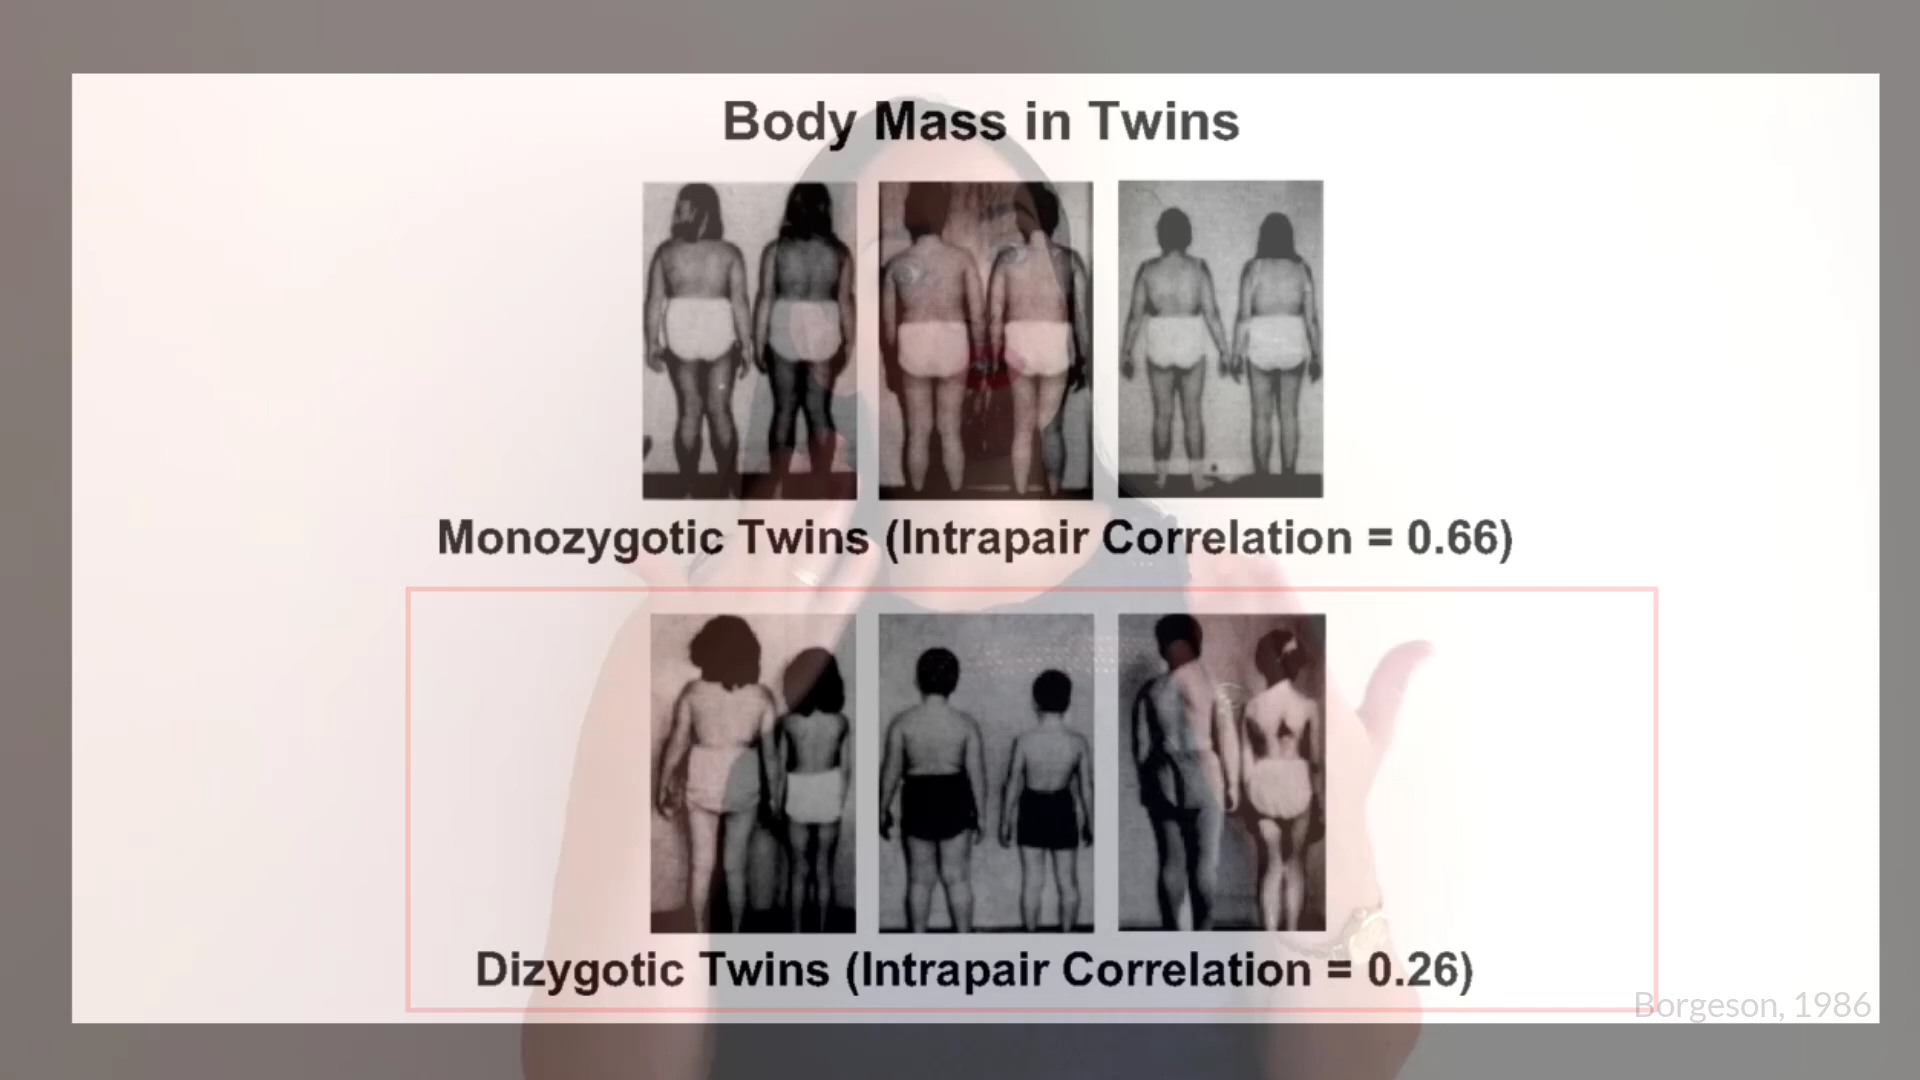 Body Mass in Twins
Monozygotic Twins (Intrapair Correlation = 0.66)
Dizygotic Twins (Intrapair Correlation = 0.26)
Borgeson, 1986